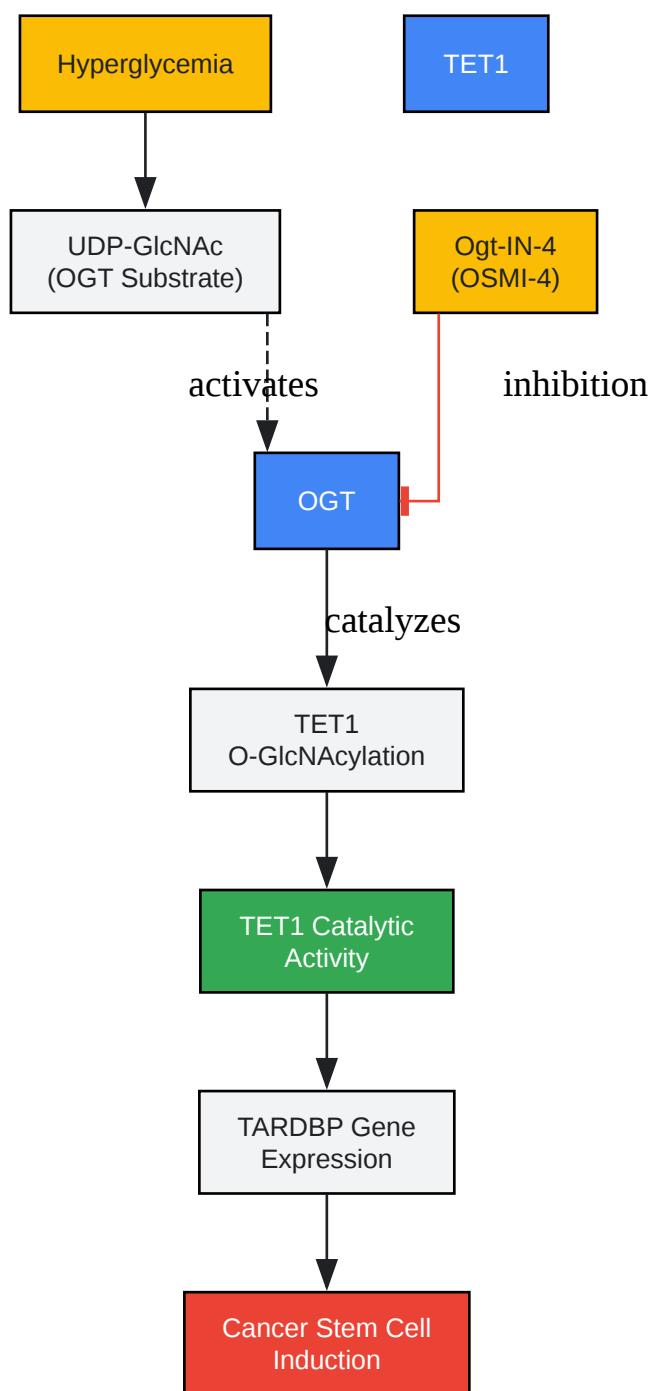 Hyperglycemia
TET1
UDP-GlcNAc
(OGT Substrate)
Ogt-IN-4
(OSMI-4)
activates
inhibition
OGT
catalyzes
TET1
O-GlcNAcylation
TET1 Catalytic
Activity
TARDBP Gene
Expression
Cancer Stem Cell
Induction